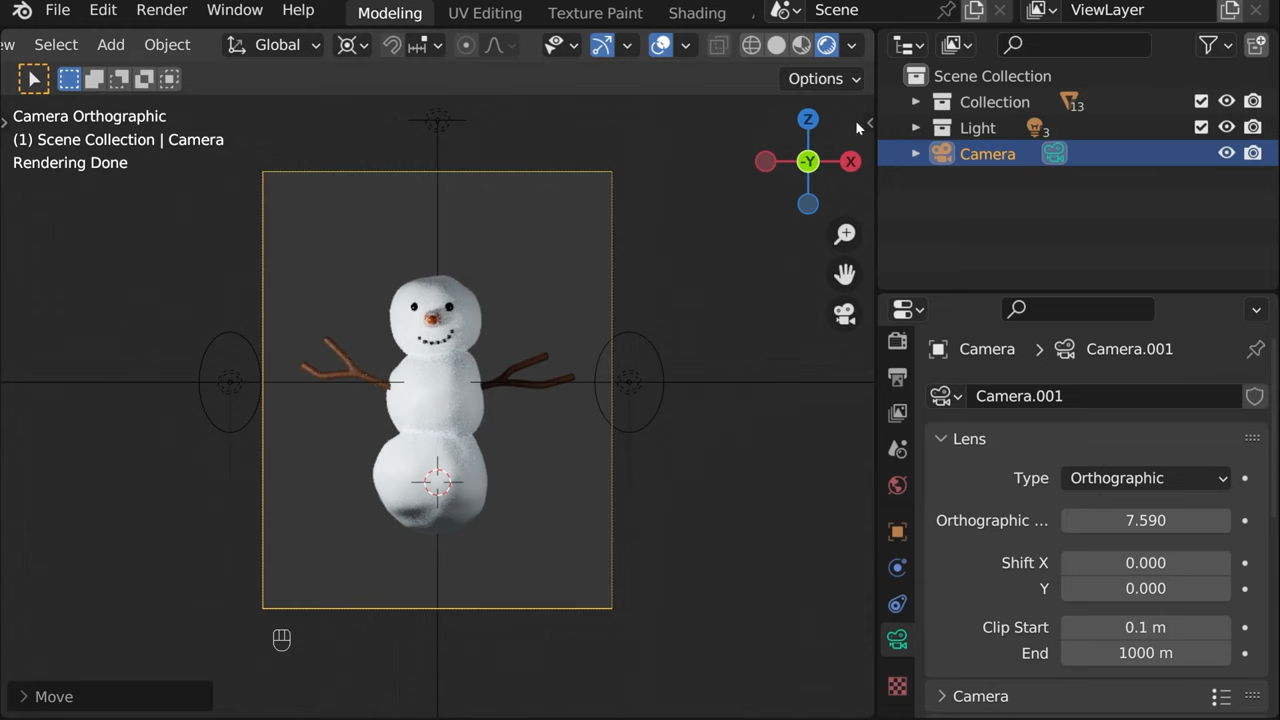 File Edit Render Window Help Modeling UV Editing Texture Paint Shading Scene ViewLayer
ew Select Add Object Global
Options
Camera Orthographic
(1) Scene Collection | Camera
Rendering Done
Z
-Y X
Move
Scene Collection
Collection 13
Light 3
Camera
Camera Camera.001
Camera.001
Lens
Type Orthographic
Orthographic ... 7.590
Shift X 0.000
Y 0.000
Clip Start 0.1 m
End 1000 m
Camera